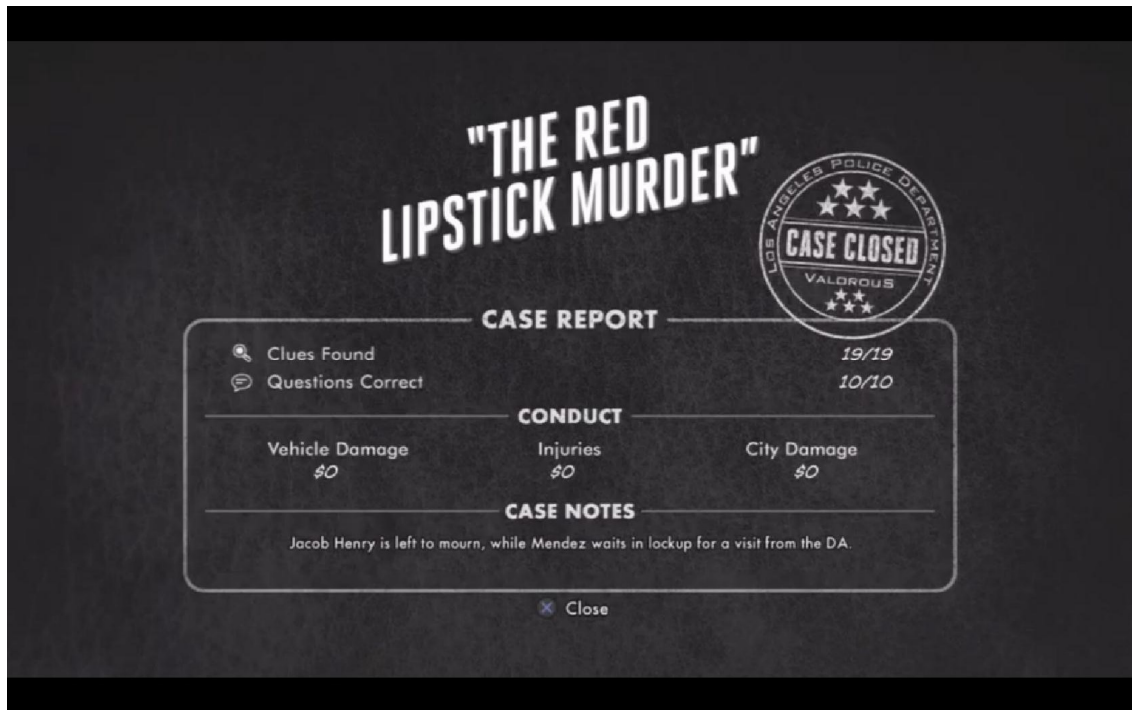 "THE RED
LIPSTICK MURDER"
LOS ANGELES POLICE DEPARTMENT
CASE CLOSED
VALOROUS
CASE REPORT
Clues Found 19/19
Questions Correct 10/10
CONDUCT
Vehicle Damage Injuries City Damage
$0 $0 $0
CASE NOTES
Jacob Henry is left to mourn, while Mendez waits in lockup for a visit from the DA.
Close